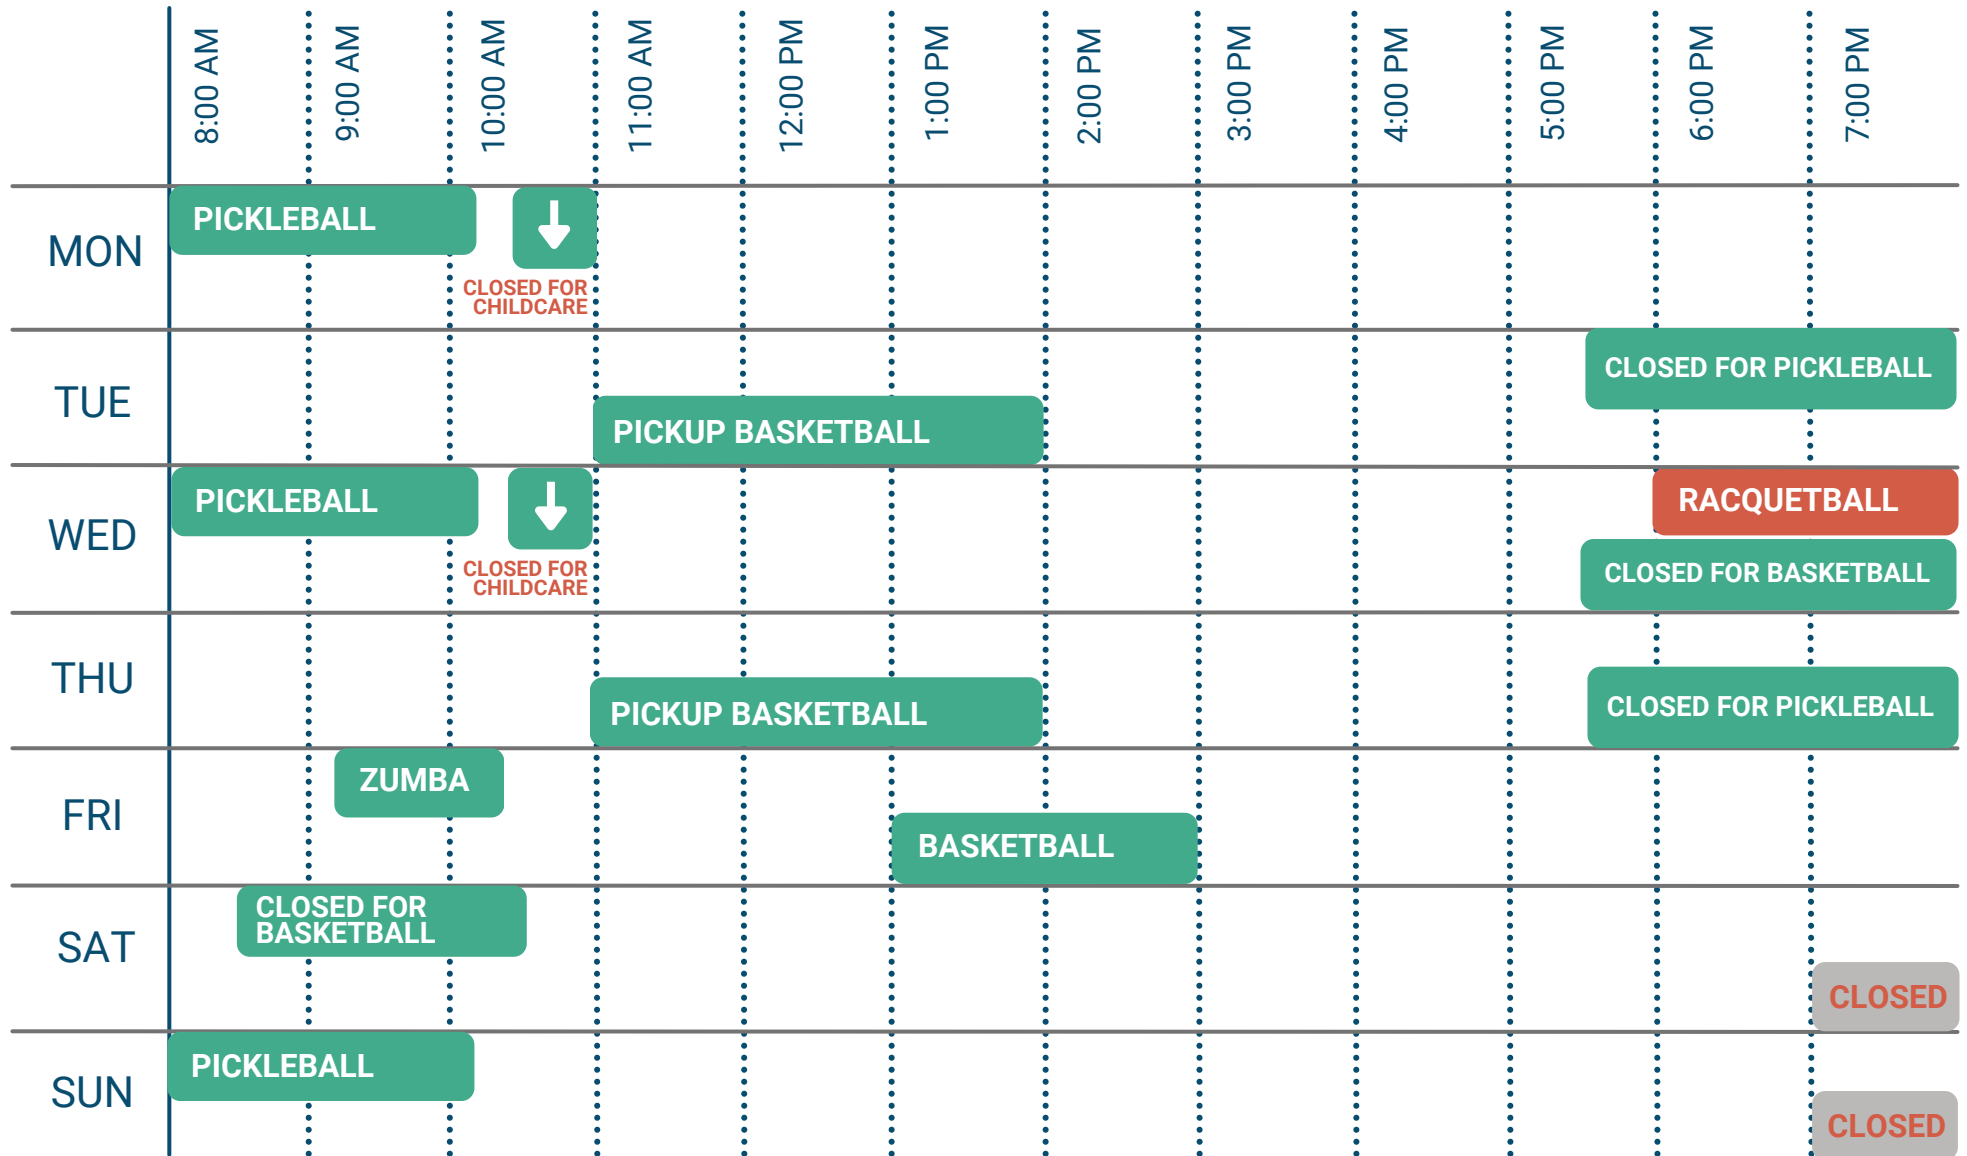 8:00 AM
9:00 AM
10:00 AM
11:00 AM
12:00 PM
1:00 PM
2:00 PM
3:00 PM
4:00 PM
5:00 PM
6:00 PM
7:00 PM
MON
PICKLEBALL
CLOSED FOR
CHILDCARE
TUE
PICKUP BASKETBALL
CLOSED FOR PICKLEBALL
WED
PICKLEBALL
CLOSED FOR
CHILDCARE
RACQUETBALL
CLOSED FOR BASKETBALL
THU
PICKUP BASKETBALL
CLOSED FOR PICKLEBALL
FRI
ZUMBA
BASKETBALL
SAT
CLOSED FOR
BASKETBALL
CLOSED
SUN
PICKLEBALL
CLOSED